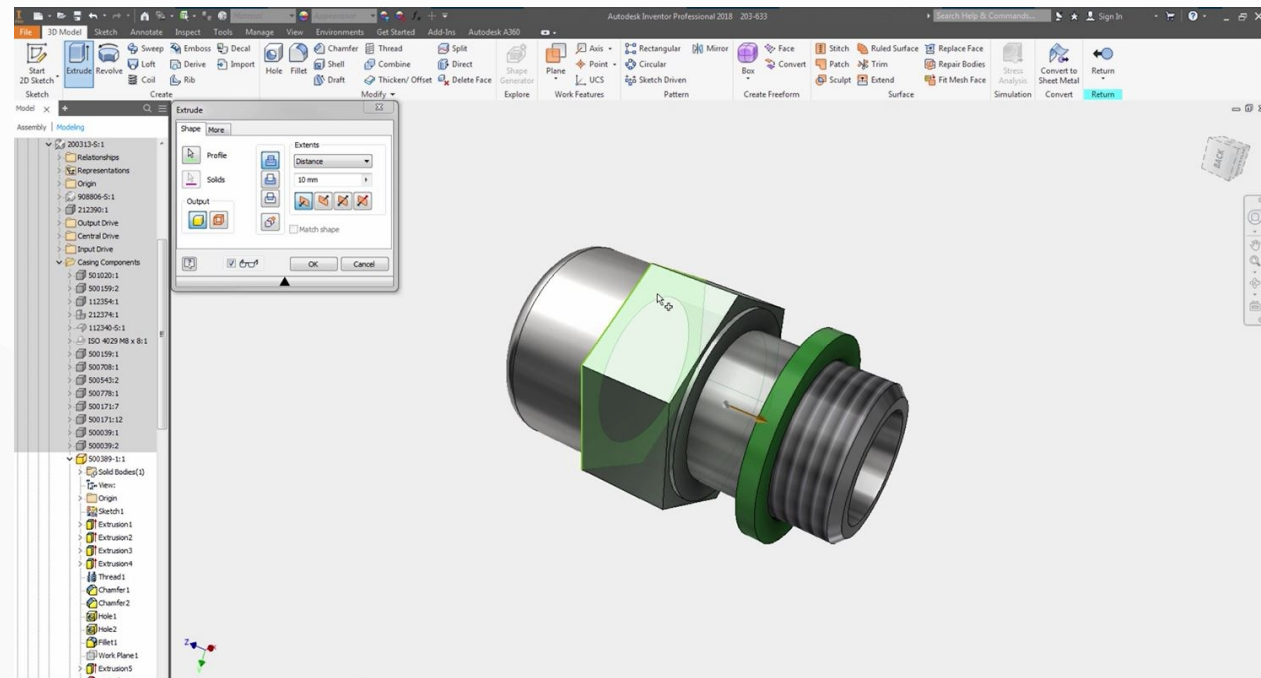 PRO
Material
Appearance
Autodesk Inventor Professional 2018 203-633
Search Help & Commands...
Sign In
File 3D Model Sketch Annotate Inspect Tools Manage View Environments Get Started Add-Ins Autodesk A360
Start
2D Sketch
Extrude
Revolve
Sweep
Emboss
Decal
Loft
Derive
Import
Coil
Rib
Hole
Fillet
Chamfer
Thread
Split
Shell
Combine
Direct
Draft
Thicken/ Offset
Delete Face
Shape
Generator
Plane
Axis
Point
UCS
Rectangular
Mirror
Circular
Sketch Driven
Box
Face
Convert
Stitch
Ruled Surface
Replace Face
Patch
Trim
Repair Bodies
Sculpt
Extend
Fit Mesh Face
Stress
Analysis
Convert to
Sheet Metal
Return
Sketch Create Modify Explore Work Features Pattern Create Freeform Surface Simulation Convert Return
Model
Assembly | Modeling
200313-S:1
Relationships
Representations
Origin
908806-S:1
212390:1
Output Drive
Central Drive
Input Drive
Casing Components
501020:1
500159:2
112354:1
212374:1
112340-S:1
ISO 4029 M8 x 8:1
500159:1
500708:1
500543:2
500778:1
500171:7
500171:12
500039:1
500039:2
500389-1:1
Solid Bodies(1)
View:
Origin
Sketch1
Extrusion1
Extrusion2
Extrusion3
Extrusion4
Thread1
Chamfer1
Chamfer2
Hole1
Hole2
Fillet1
Work Plane1
Extrusion5
Extrude
Shape More
Profile
Solids
Output
Extents
Distance
10 mm
Match shape
OK
Cancel
BACK
Z
Y